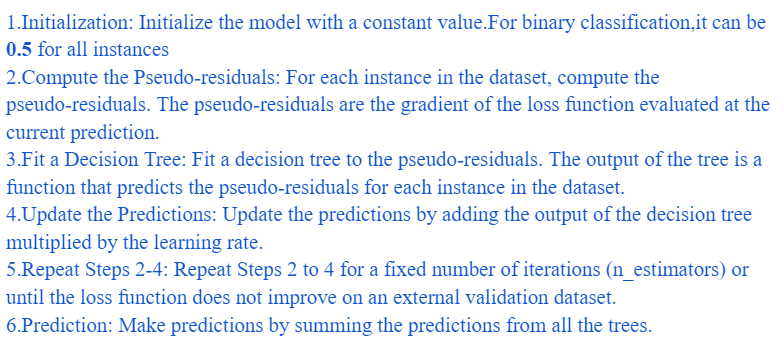 1.Initialization: Initialize the model with a constant value.For binary classification,it can be
0.5 for all instances
2.Compute the Pseudo-residuals: For each instance in the dataset, compute the
pseudo-residuals. The pseudo-residuals are the gradient of the loss function evaluated at the
current prediction.
3.Fit a Decision Tree: Fit a decision tree to the pseudo-residuals. The output of the tree is a
function that predicts the pseudo-residuals for each instance in the dataset.
4.Update the Predictions: Update the predictions by adding the output of the decision tree
multiplied by the learning rate.
5.Repeat Steps 2-4: Repeat Steps 2 to 4 for a fixed number of iterations (n_estimators) or
until the loss function does not improve on an external validation dataset.
6.Prediction: Make predictions by summing the predictions from all the trees.